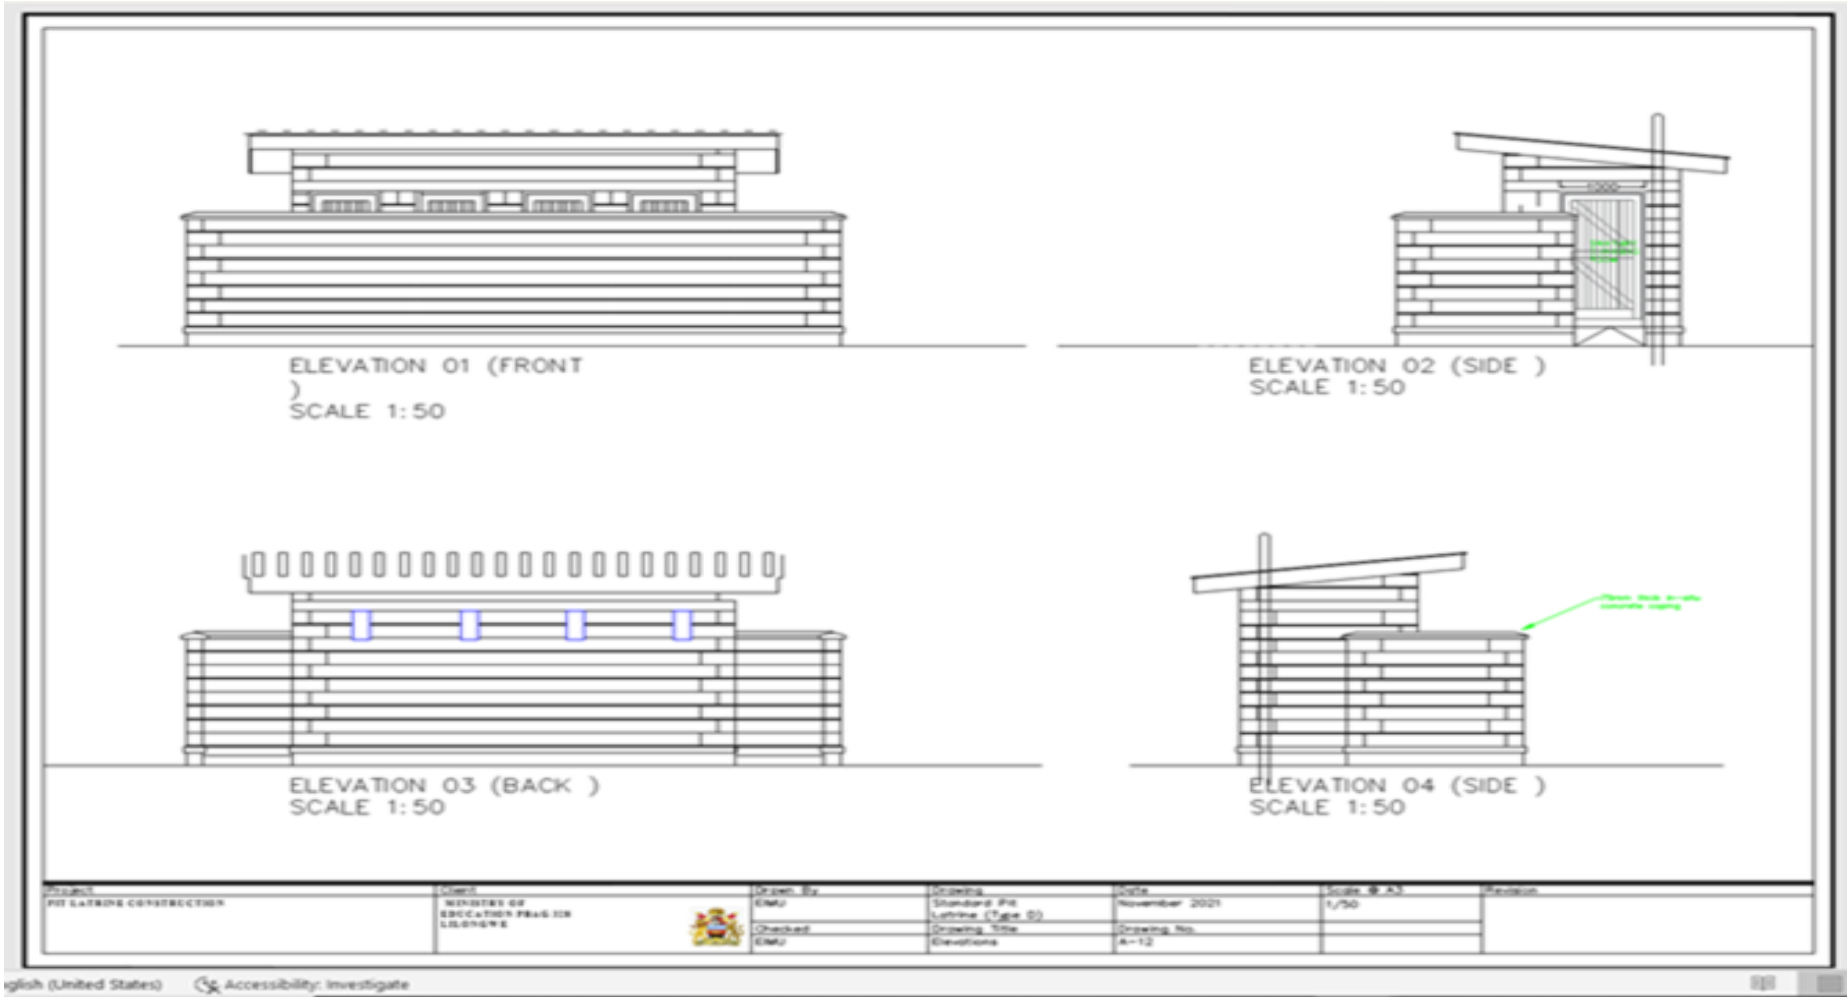 ELEVATION 01 (FRONT
)
SCALE 1:50
ELEVATION 02 (SIDE )
SCALE 1:50
ELEVATION 03 (BACK )
SCALE 1:50
ELEVATION 04 (SIDE )
SCALE 1:50
Project
PIT LATRINE CONSTRUCTION
Client
MINISTRY OF
EDUCATION
LILONGWE
Drawn By
EIMU
Checked
EIMU
Drawing
Standard Pit
Latrine (Type D)
Drawing Title
Elevations
Date
November 2021
Drawing No.
A-12
Scale @ A3
1/50
Revision
nglish (United States)
Accessibility: Investigate